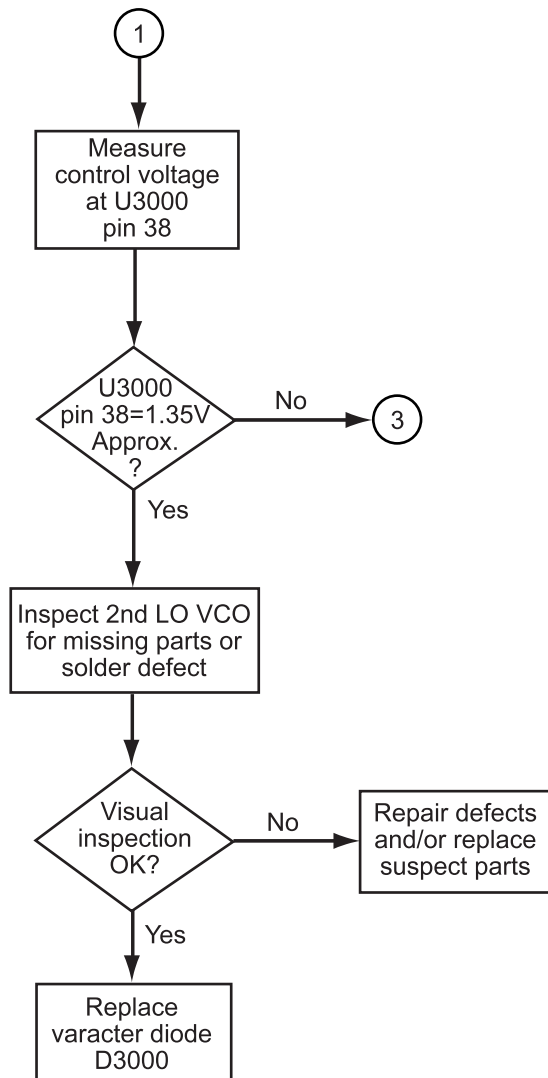 1
Measure
control voltage
at U3000
pin 38
U3000
pin 38=1.35V
Approx.
?
No
3
Yes
Inspect 2nd LO VCO
for missing parts or
solder defect
Visual
inspection
OK?
No
Repair defects
and/or replace
suspect parts
Yes
Replace
varacter diode
D3000